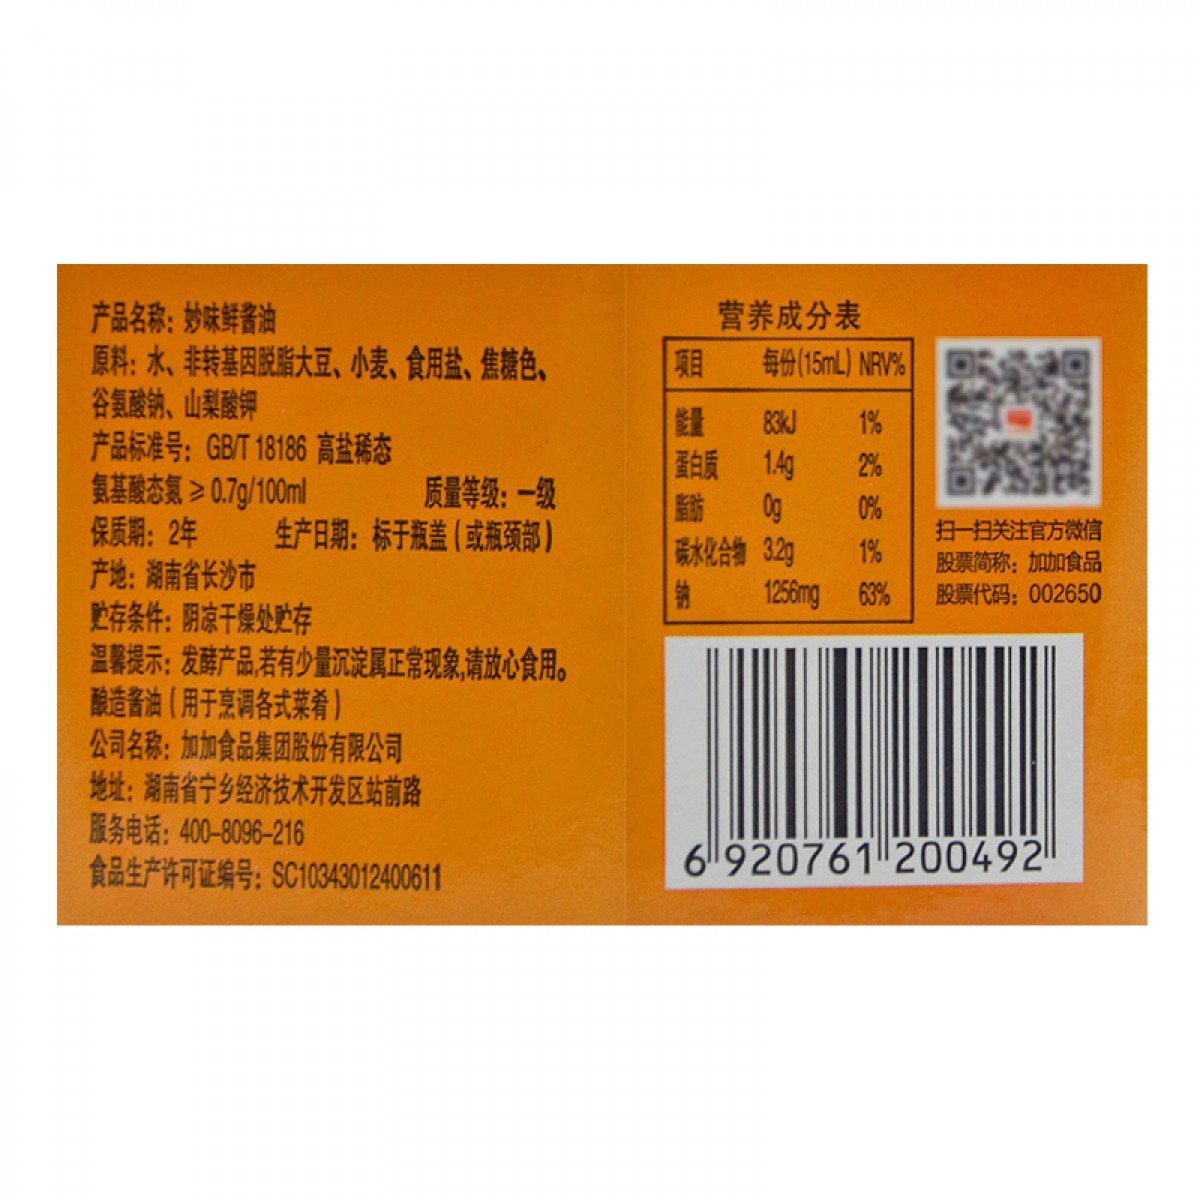 产品名称：妙味鲜酱油
原料：水、非转基因脱脂大豆、小麦、食用盐、焦糖色、
谷氨酸钠、山梨酸钾
产品标准号：GB/T 18186 高盐稀态
氨基酸态氮≥0.7g/100ml 质量等级：一级
保质期：2年 生产日期：标于瓶盖（或瓶颈部）
产地：湖南省长沙市
贮存条件：阴凉干燥处贮存
温馨提示：发酵产品,若有少量沉淀属正常现象,请放心食用。
酿造酱油（用于烹调各式菜肴）
公司名称：加加食品集团股份有限公司
地址：湖南省宁乡经济技术开发区站前路
服务电话：400-8096-216
食品生产许可证编号：SC10343012400611
营养成分表
项目 每份(15mL) NRV%
能量 83kJ 1%
蛋白质 1.4g 2%
脂肪 0g 0%
碳水化合物 3.2g 1%
钠 1256mg 63%
扫一扫关注官方微信
股票简称：加加食品
股票代码：002650
6 920761 200492